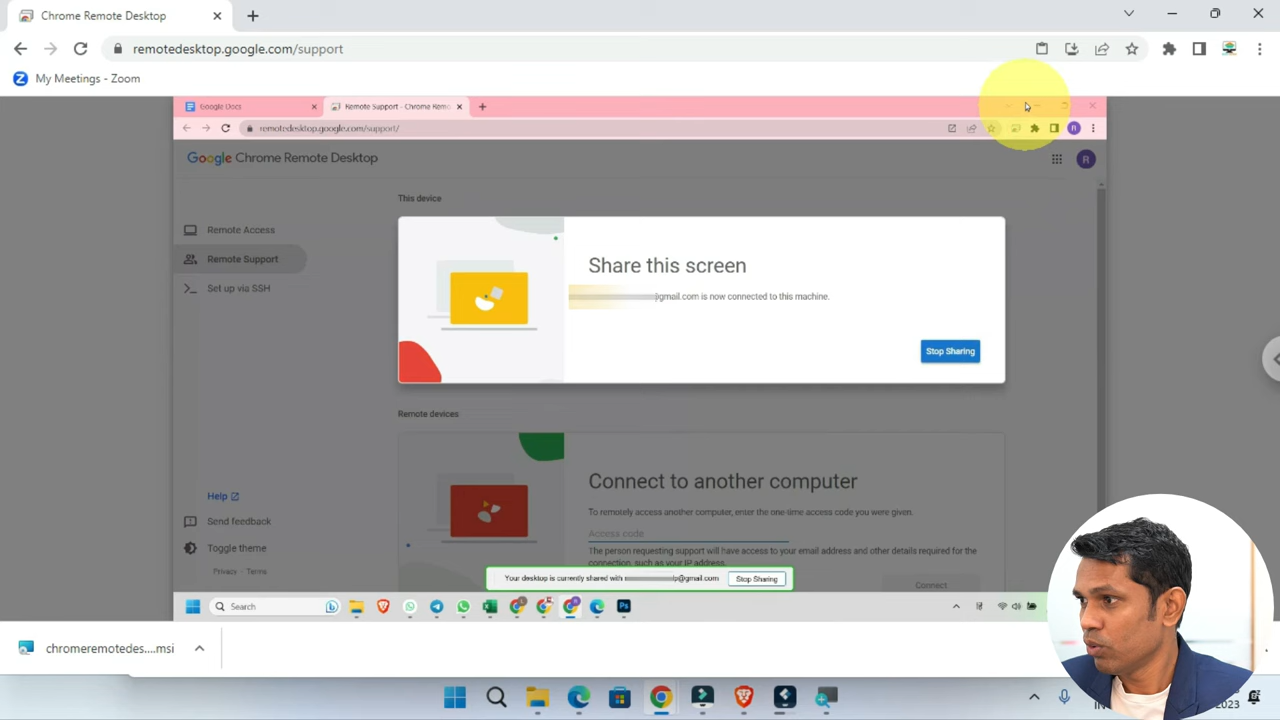 Chrome Remote Desktop
remotedesktop.google.com/support
My Meetings - Zoom
Google Docs
Remote Support - Chrome Remo
remotedesktop.google.com/support/
R
Google Chrome Remote Desktop
R
This device
Remote Access
Share this screen
Remote Support
Set up via SSH
@gmail.com is now connected to this machine.
Stop Sharing
Remote devices
Connect to another computer
Help
To remotely access another computer, enter the one-time access code you were given.
Send feedback
Access code
Toggle theme
The person requesting support will have access to your email address and other details required for the
connection, such as your IP address.
Privacy · Terms
Your desktop is currently shared with @gmail.com
Stop Sharing
Connect
Search
chromeremotedes....msi
2023